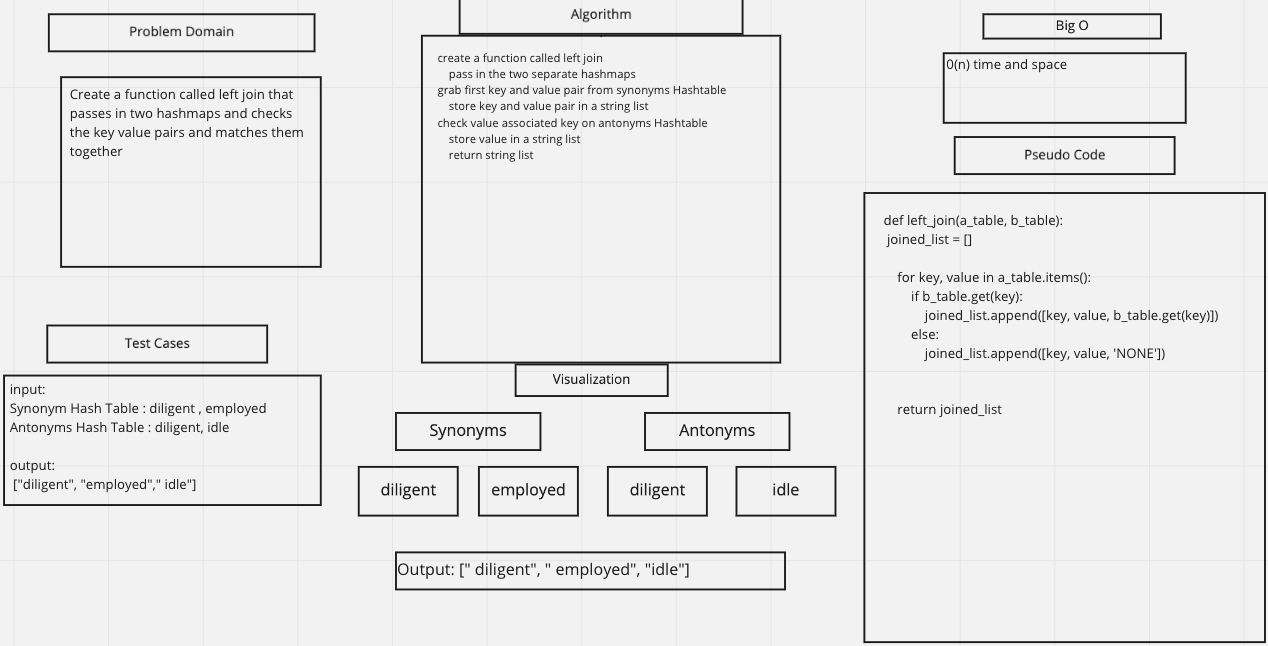 Problem Domain
Create a function called left join that
passes in two hashmaps and checks
the key value pairs and matches them
together
Test Cases
input:
Synonym Hash Table : diligent , employed
Antonyms Hash Table : diligent, idle
output:
["diligent", "employed"," idle"]
Algorithm
create a function called left join
pass in the two separate hashmaps
grab first key and value pair from synonyms Hashtable
store key and value pair in a string list
check value associated key on antonyms Hashtable
store value in a string list
return string list
Visualization
Synonyms
Antonyms
diligent
employed
diligent
idle
Output: [" diligent", " employed", "idle"]
Big O
0(n) time and space
Pseudo Code
def left_join(a_table, b_table):
joined_list = []
for key, value in a_table.items():
if b_table.get(key):
joined_list.append([key, value, b_table.get(key)])
else:
joined_list.append([key, value, 'NONE'])
return joined_list